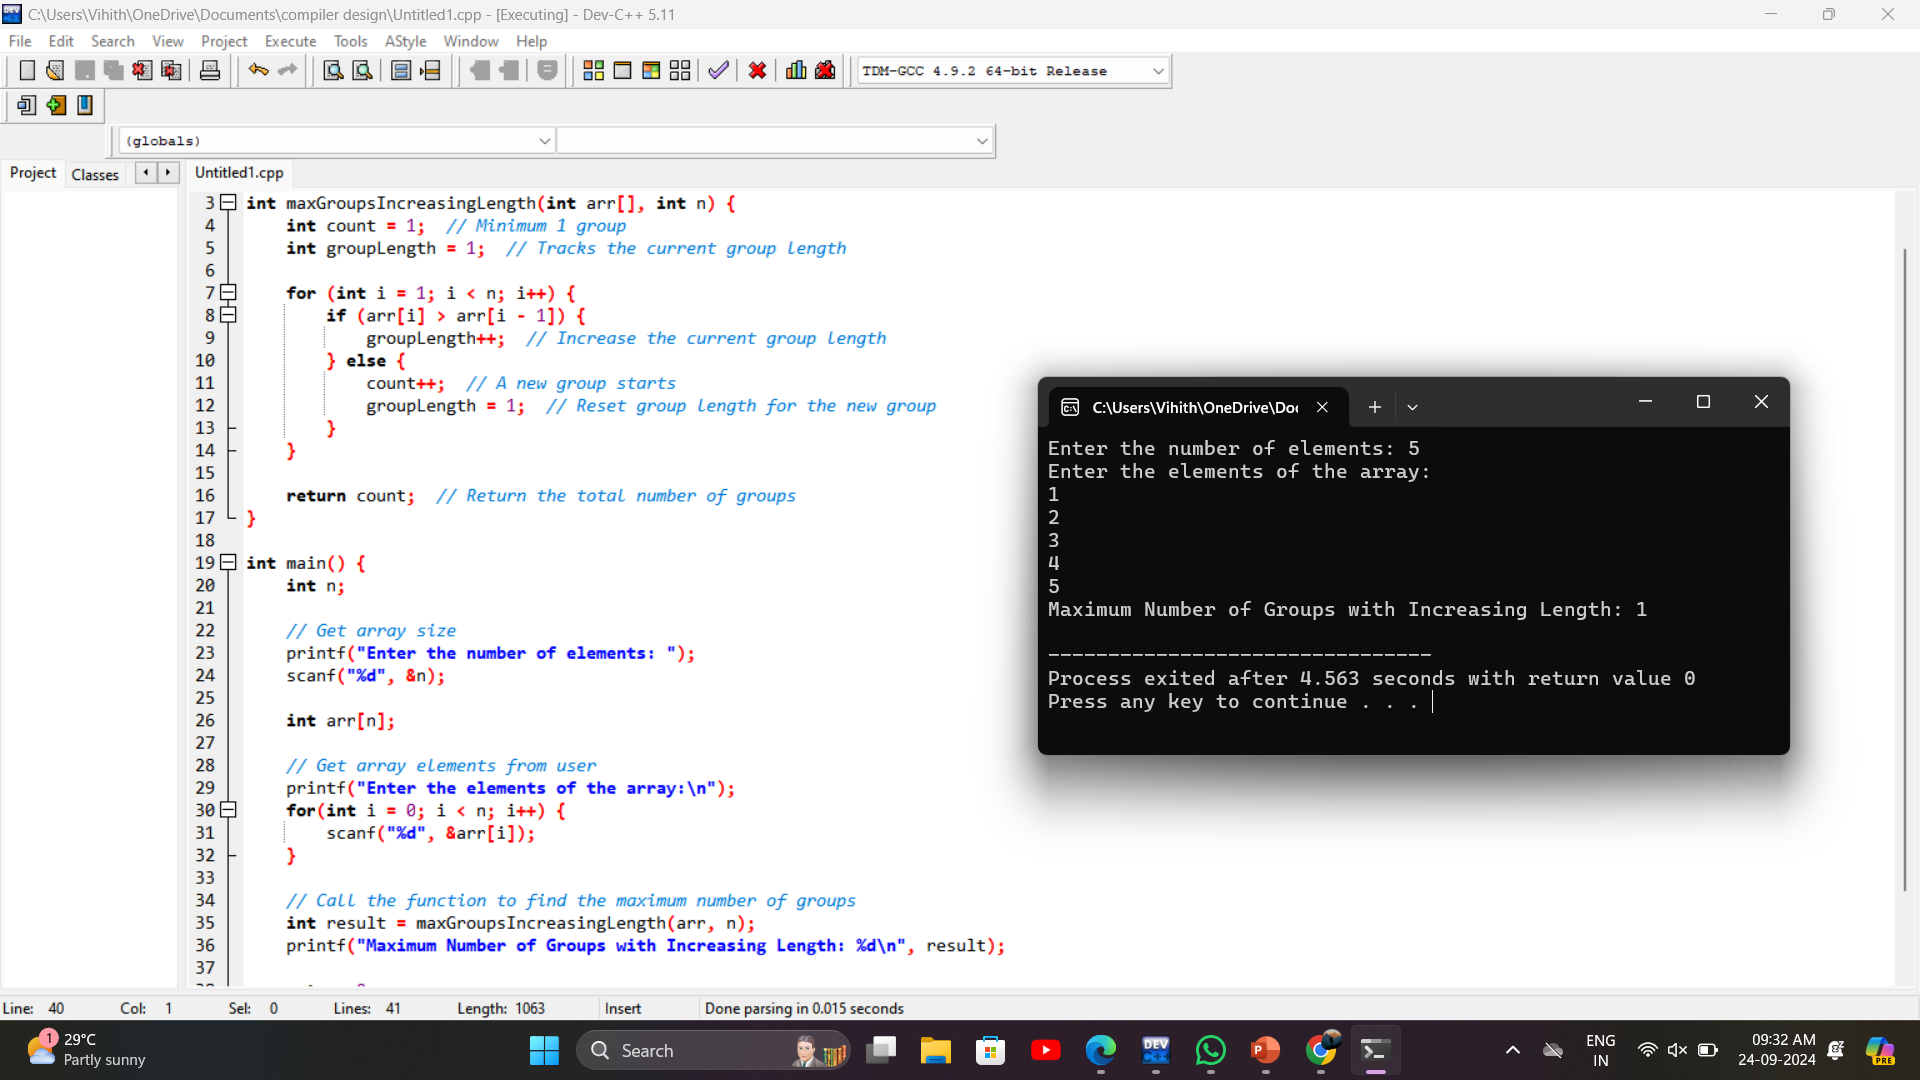 C:\Users\Vihith\OneDrive\Documents\compiler design\Untitled1.cpp - [Executing] - Dev-C++ 5.11
File Edit Search View Project Execute Tools AStyle Window Help
TDM-GCC 4.9.2 64-bit Release
(globals)
Project Classes Untitled1.cpp
3 int maxGroupsIncreasingLength(int arr[], int n) {
4 int count = 1; // Minimum 1 group
5 int groupLength = 1; // Tracks the current group length
6
7 for (int i = 1; i < n; i++) {
8 if (arr[i] > arr[i - 1]) {
9 groupLength++; // Increase the current group length
10 } else {
11 count++; // A new group starts
12 groupLength = 1; // Reset group length for the new group
13 }
14 }
15
16 return count; // Return the total number of groups
17 }
18
19 int main() {
20 int n;
21
22 // Get array size
23 printf("Enter the number of elements: ");
24 scanf("%d", &n);
25
26 int arr[n];
27
28 // Get array elements from user
29 printf("Enter the elements of the array:\n");
30 for(int i = 0; i < n; i++) {
31 scanf("%d", &arr[i]);
32 }
33
34 // Call the function to find the maximum number of groups
35 int result = maxGroupsIncreasingLength(arr, n);
36 printf("Maximum Number of Groups with Increasing Length: %d\n", result);
37
C:\Users\Vihith\OneDrive\Do
Enter the number of elements: 5
Enter the elements of the array:
1
2
3
4
5
Maximum Number of Groups with Increasing Length: 1
--------------------------------
Process exited after 4.563 seconds with return value 0
Press any key to continue . . .
Line: 40 Col: 1 Sel: 0 Lines: 41 Length: 1063 Insert Done parsing in 0.015 seconds
1
29°C
Partly sunny
Search
DEV
P
ENG
IN
09:32 AM
24-09-2024
PRE